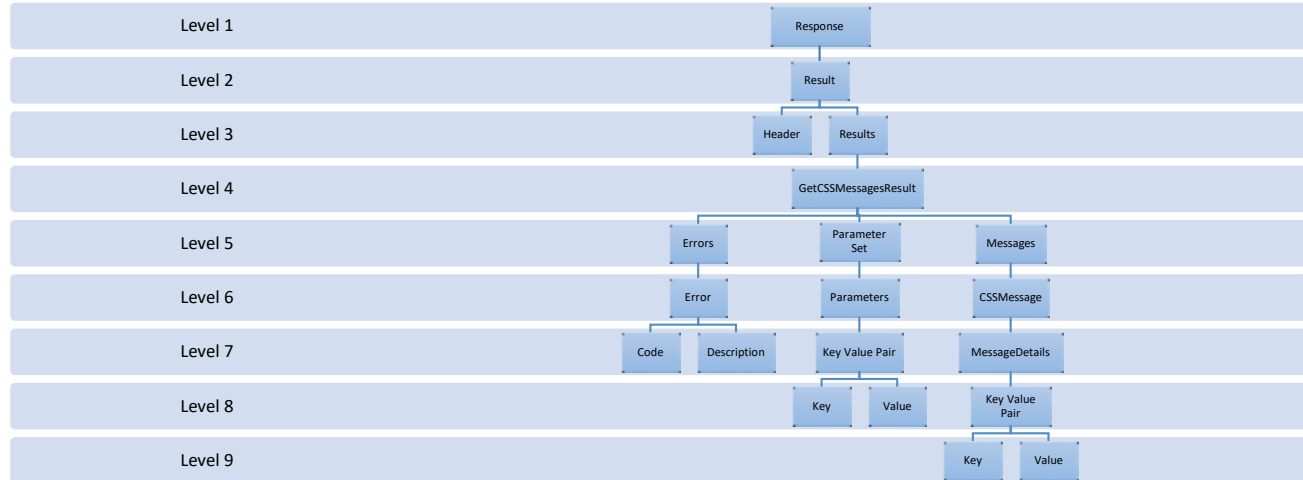 Level 1
Response
Level 2
Result
Level 3
Header
Results
Level 4
GetCSSMessagesResult
Level 5
Errors
Parameter
Set
Messages
Level 6
Error
Parameters
CSSMessage
Level 7
Code
Description
Key Value Pair
MessageDetails
Level 8
Key
Value
Key Value
Pair
Level 9
Key
Value